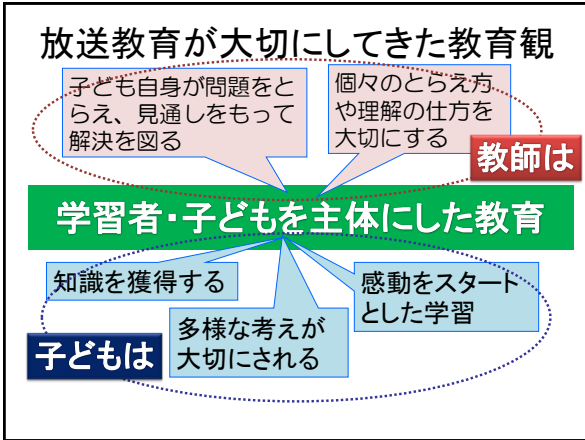 放送教育が大切にしてきた教育観
子ども自身が問題をと
らえ、見通しをもって
解決を図る
個々のとらえ方
や理解の仕方を
大切にする
教師は
学習者・子どもを主体にした教育
知識を獲得する
感動をスタート
とした学習
多様な考えが
大切にされる
子どもは